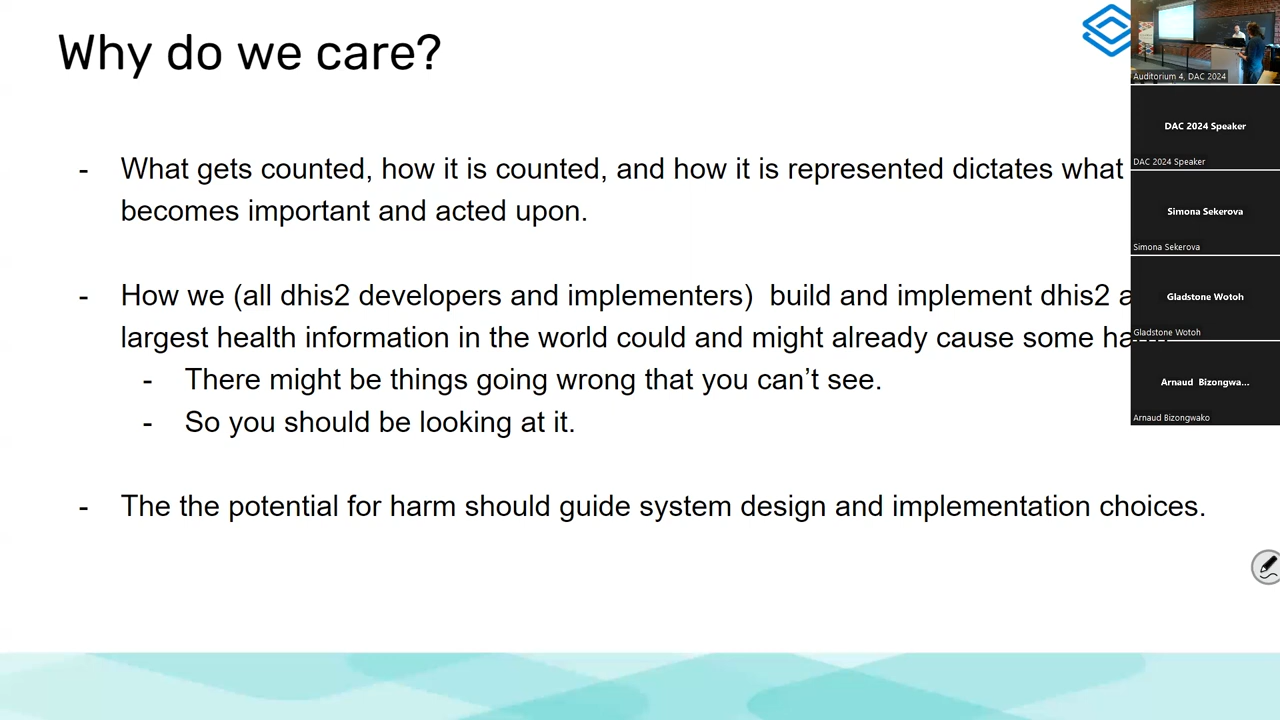 Why do we care?
- What gets counted, how it is counted, and how it is represented dictates what
becomes important and acted upon.
- How we (all dhis2 developers and implementers)  build and implement dhis2
largest health information in the world could and might already cause some
- There might be things going wrong that you can’t see.
- So you should be looking at it.
- The the potential for harm should guide system design and implementation choices.
Auditorium 4, DAC 2024
DAC 2024 Speaker
DAC 2024 Speaker
Simona Sekerova
Simona Sekerova
Gladstone Wotoh
Gladstone Wotoh
Arnaud Bizongwa...
Arnaud Bizongwako